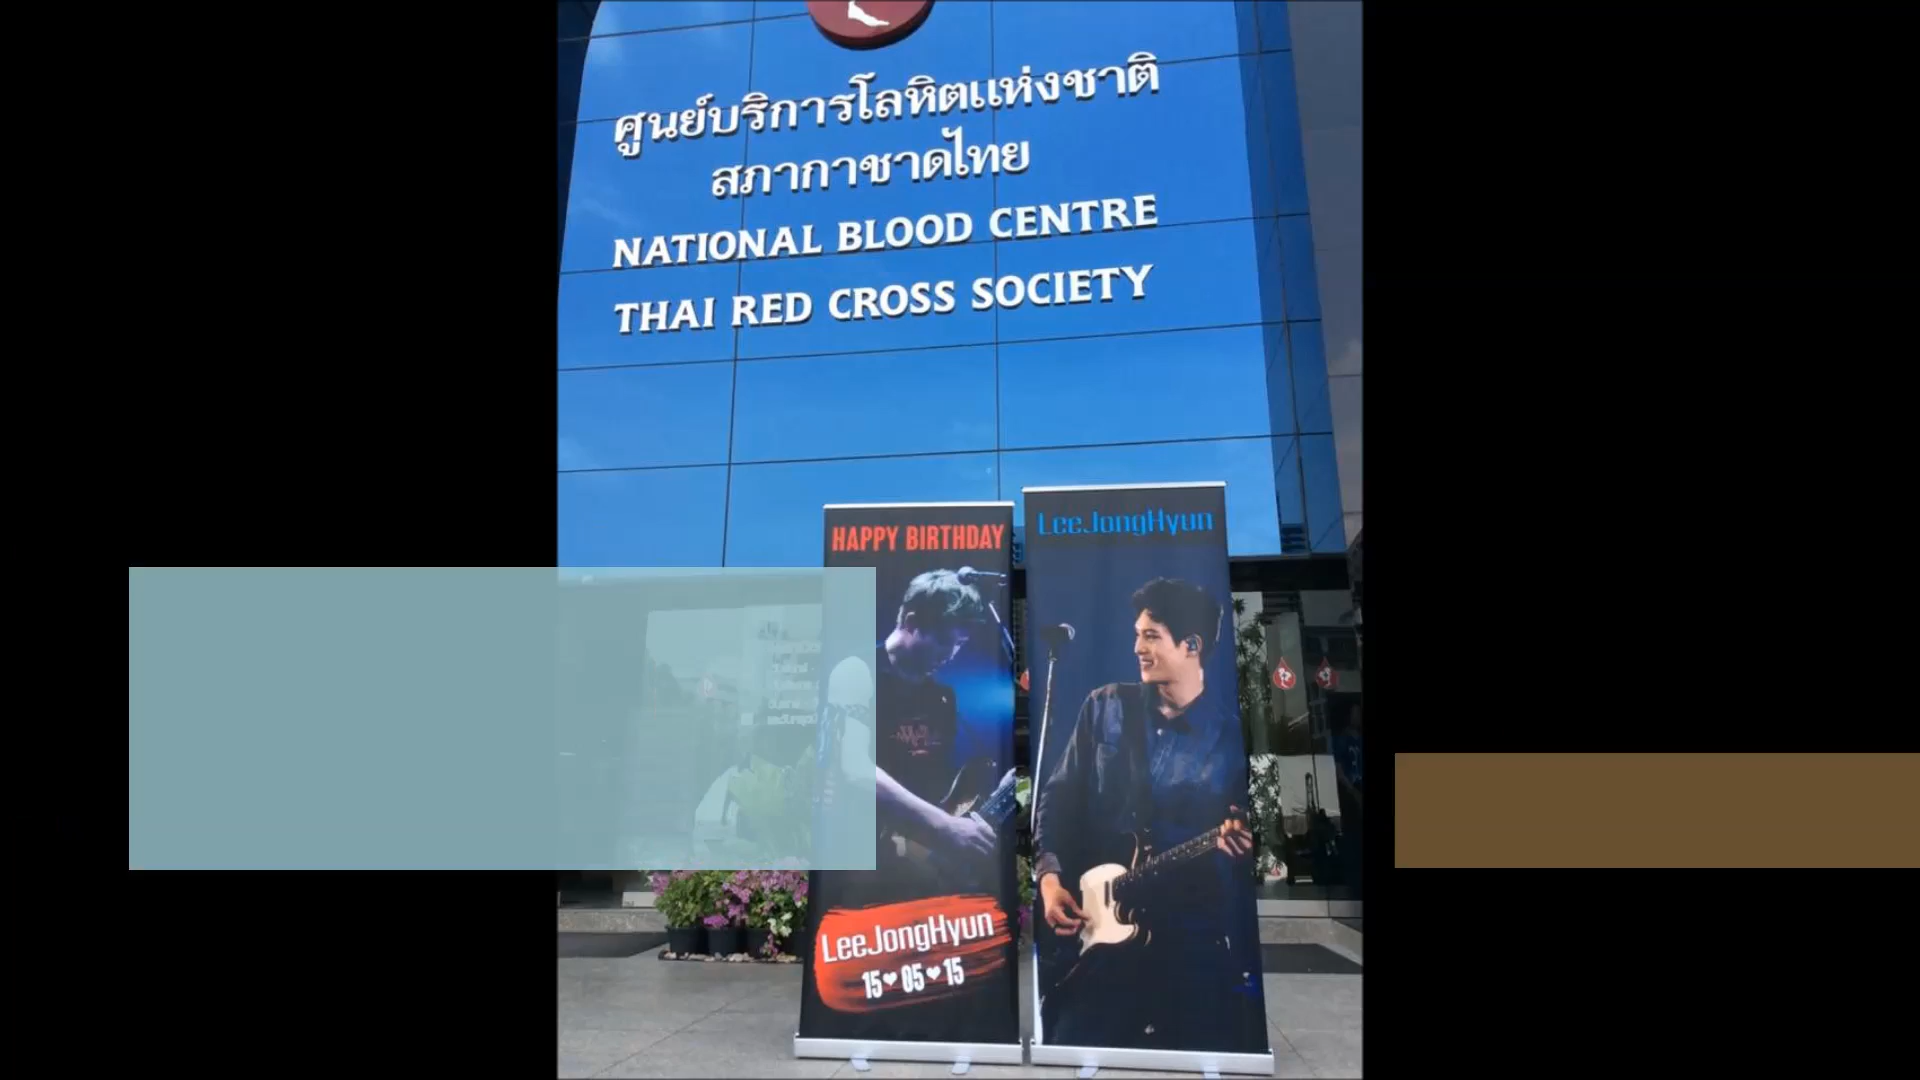 ศูนย์บริการโลหิตแห่งชาติ
สภากาชาดไทย
NATIONAL BLOOD CENTRE
THAI RED CROSS SOCIETY
HAPPY BIRTHDAY
LeeJongHyun
15♥05♥15
LeeJongHyun